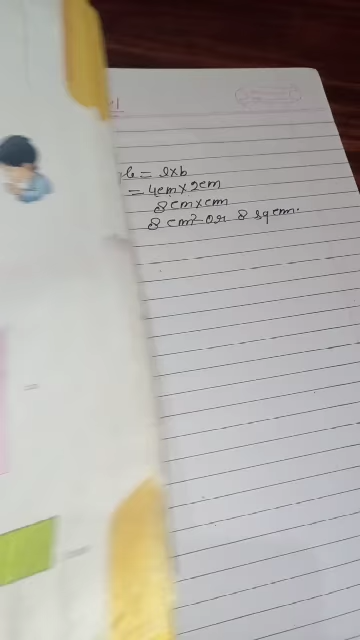 = l×b
= 4cm×2cm
8cm×cm
8 cm² or 8 sq cm.